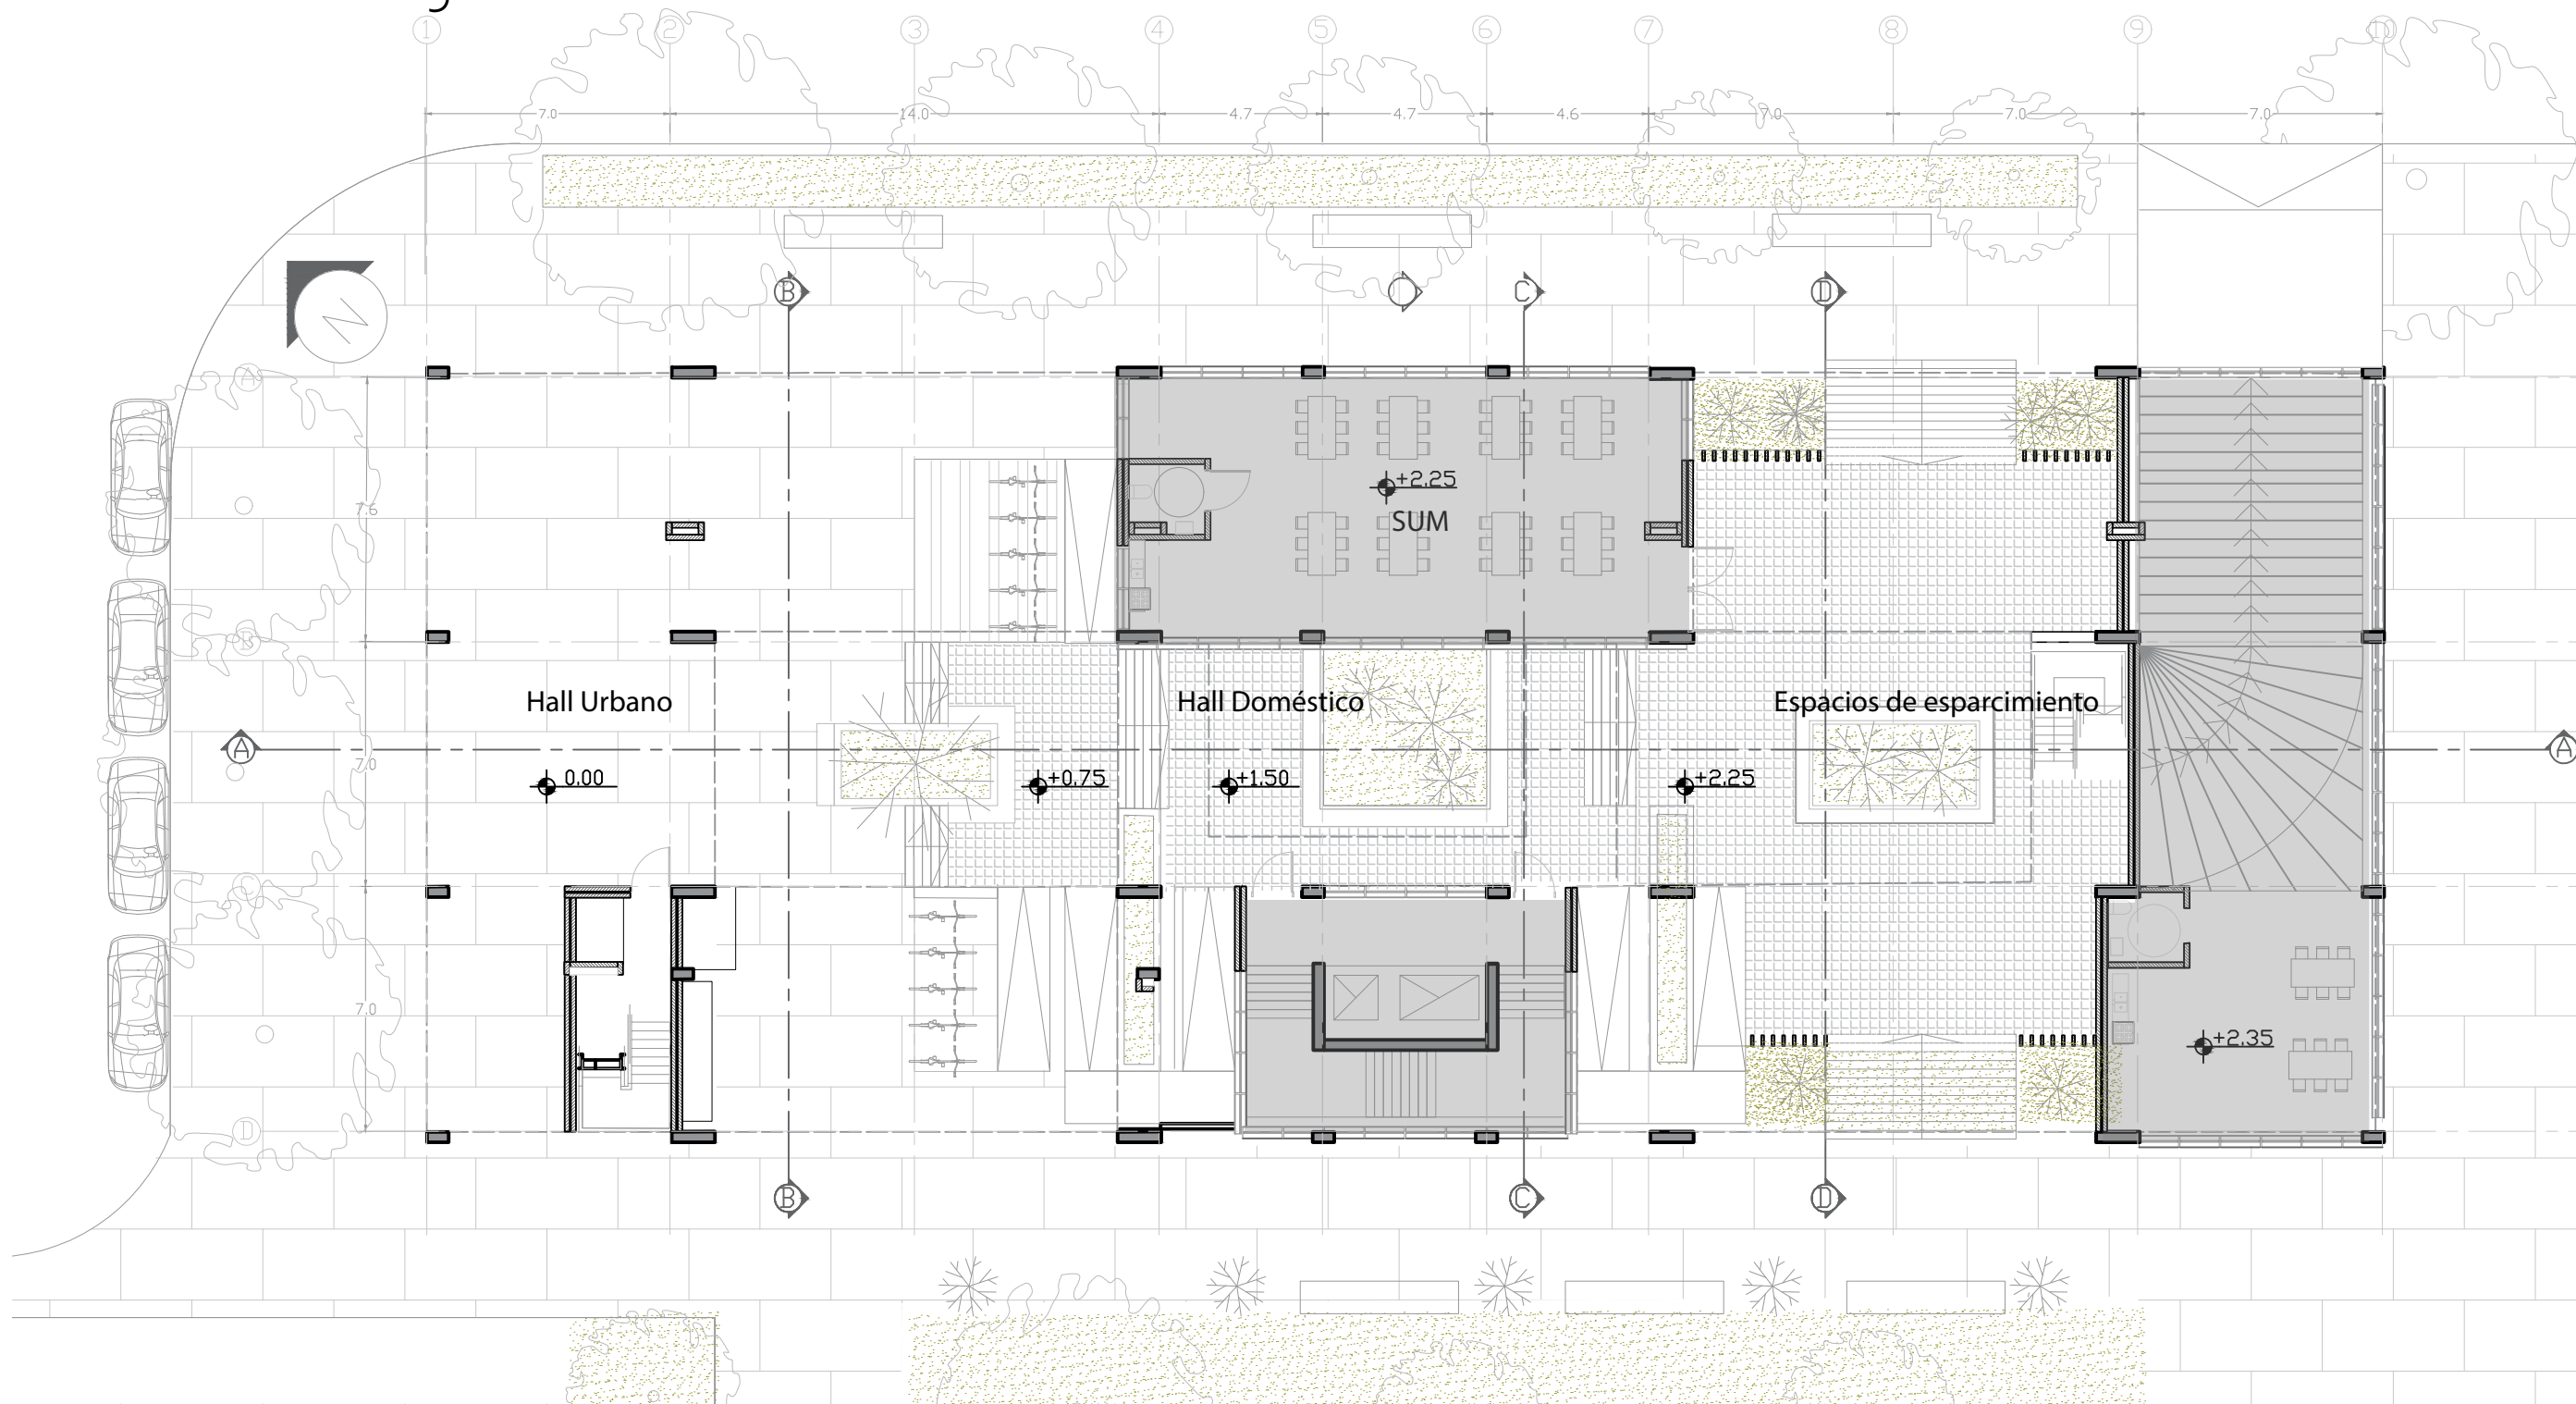 1 2 3 4 5 6 7 8 9 10
7.0 14.0 4.7 4.7 4.6 7.0 7.0 7.0
N
B C D
A
+2.25
SUM
7.6
B
Hall Urbano Hall Doméstico Espacios de esparcimiento
A A
7.0 0.00 +0.75 +1.50 +2.25
C
7.0
+2.35
D
B C D